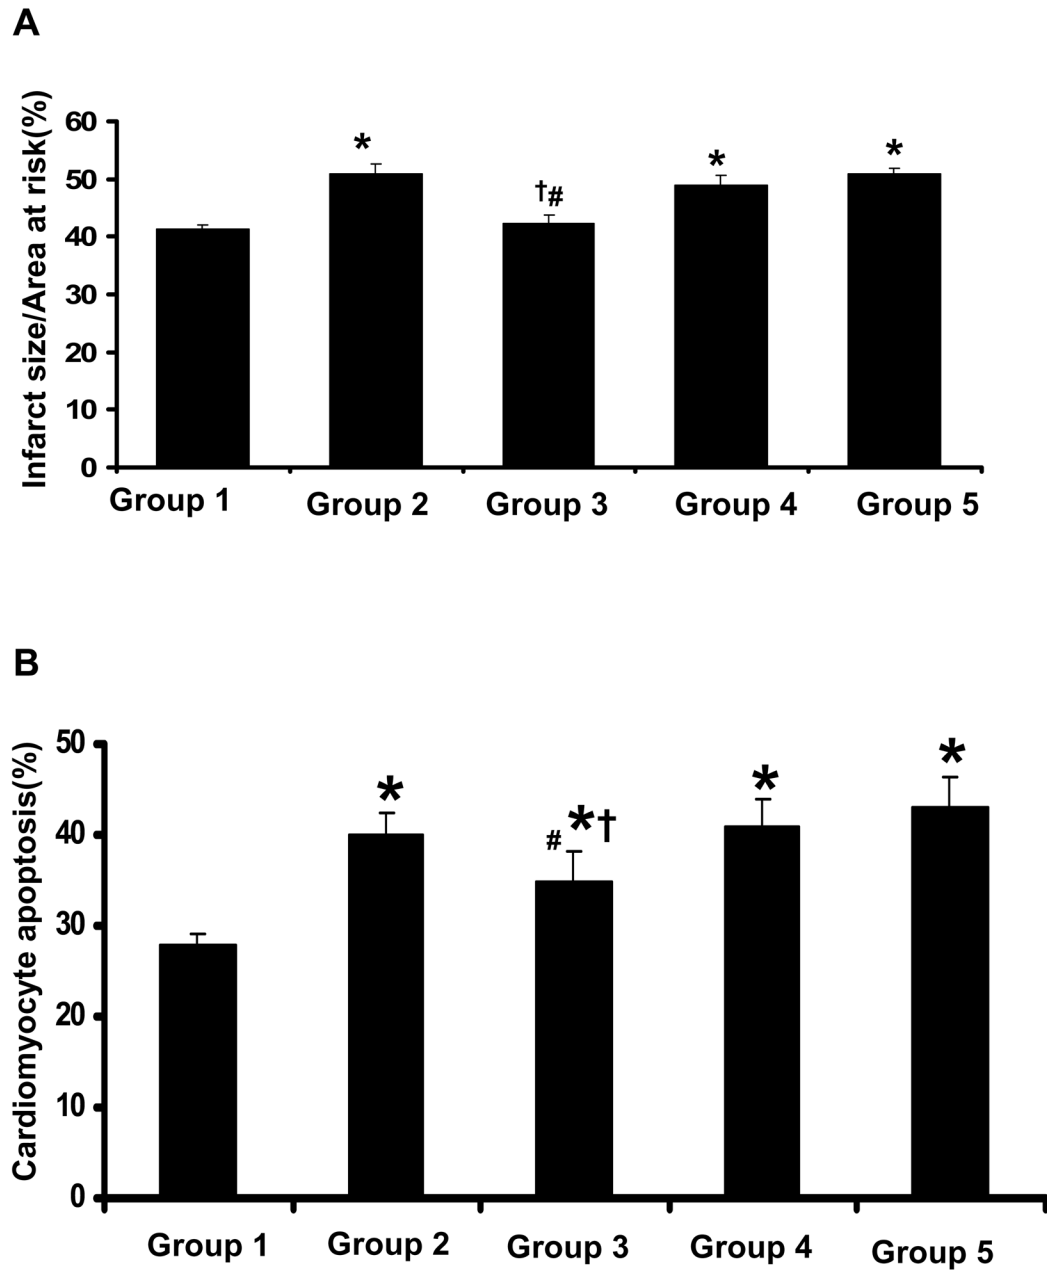 A
Infarct size/Area at risk(%)
60
50
40
30
20
10
0
*
†#
*
*
Group 1
Group 2
Group 3
Group 4
Group 5
B
Cardiomyocyte apoptosis(%)
50
40
30
20
10
0
*
#*†
*
*
Group 1
Group 2
Group 3
Group 4
Group 5